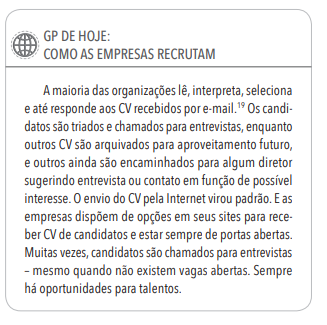 GP DE HOJE:
COMO AS EMPRESAS RECRUTAM
A maioria das organizações lê, interpreta, seleciona
e até responde aos CV recebidos por e-mail.¹⁹ Os candi-
datos são triados e chamados para entrevistas, enquanto
outros CV são arquivados para aproveitamento futuro,
e outros ainda são encaminhados para algum diretor
sugerindo entrevista ou contato em função de possível
interesse. O envio do CV pela Internet virou padrão. E as
empresas dispõem de opções em seus sites para rece-
ber CV de candidatos e estar sempre de portas abertas.
Muitas vezes, candidatos são chamados para entrevistas
– mesmo quando não existem vagas abertas. Sempre
há oportunidades para talentos.